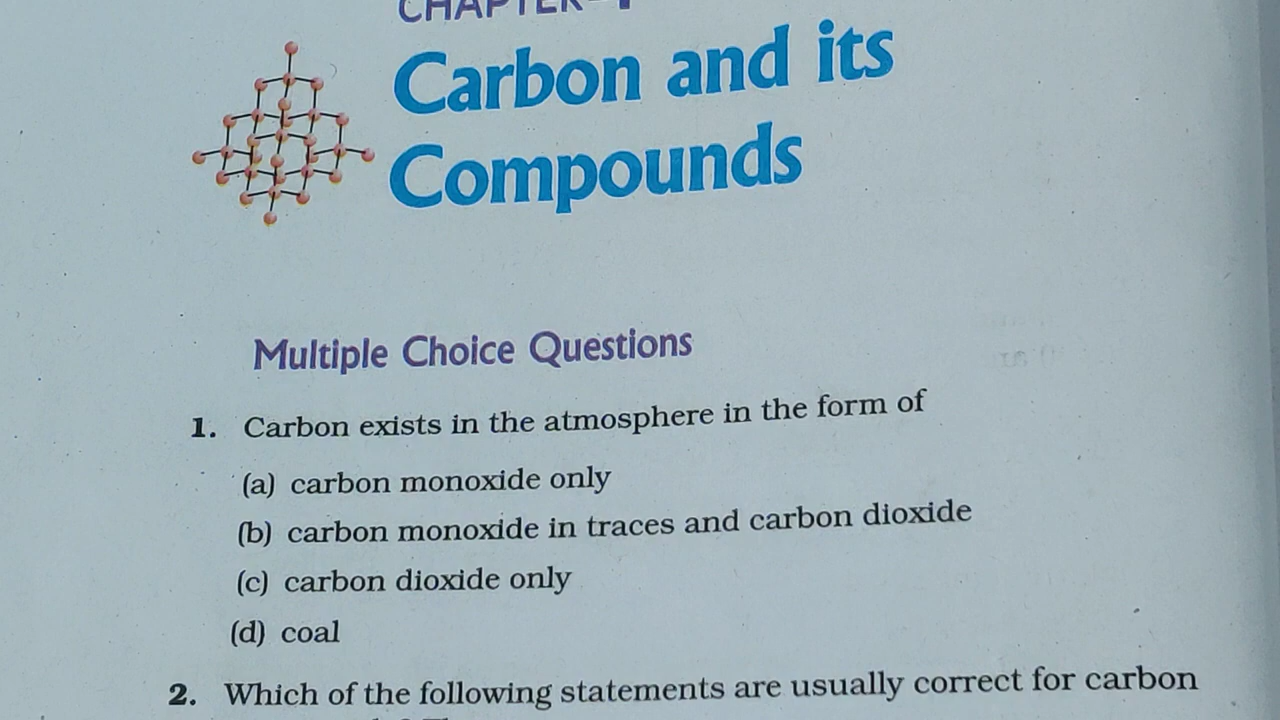 CHAPTER
Carbon and its
Compounds
Multiple Choice Questions
1. Carbon exists in the atmosphere in the form of
(a) carbon monoxide only
(b) carbon monoxide in traces and carbon dioxide
(c) carbon dioxide only
(d) coal
2. Which of the following statements are usually correct for carbon